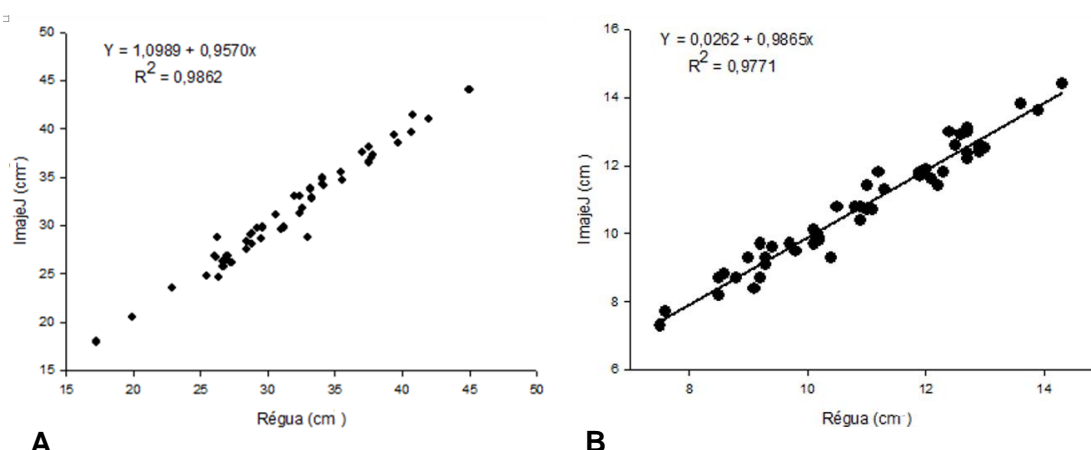 Y = 1,0989 + 0,9570x
R2 = 0,9862
50
45
40
35
30
25
20
15
ImajeJ (cm)
15 20 25 30 35 40 45 50
Régua (cm)
A
Y = 0,0262 + 0,9865x
R2 = 0,9771
16
14
12
10
8
6
ImajeJ (cm)
8 10 12 14
Régua (cm)
B